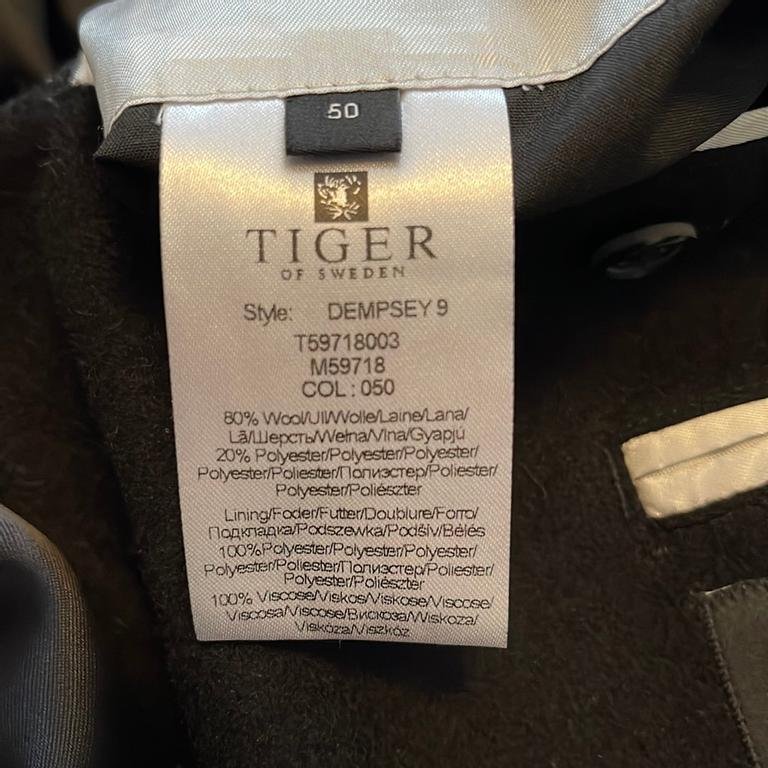 50
TIGER
OF SWEDEN
Style: DEMPSEY 9
T59718003
M59718
COL : 050
80% Wool/Ull/Wolle/Laine/Lana/
Lã/Шерсть/Wełna/Vlna/Gyapjú
20% Polyester/Polyester/Polyester/
Polyester/Poliester/Полиэстер/Poliester/
Polyester/Poliészter
Lining/Foder/Futter/Doublure/Forro/
Подкладка/Podszewka/Podšív/Bélés
100%Polyester/Polyester/Polyester/
Polyester/Poliester/Полиэстер/Poliester/
Polyester/Poliészter
100% Viscose/Viskos/Viskose/Viscose/
Viscosa/Viscose/Вискоза/Wiskoza/
Viskóza/Viszkóz